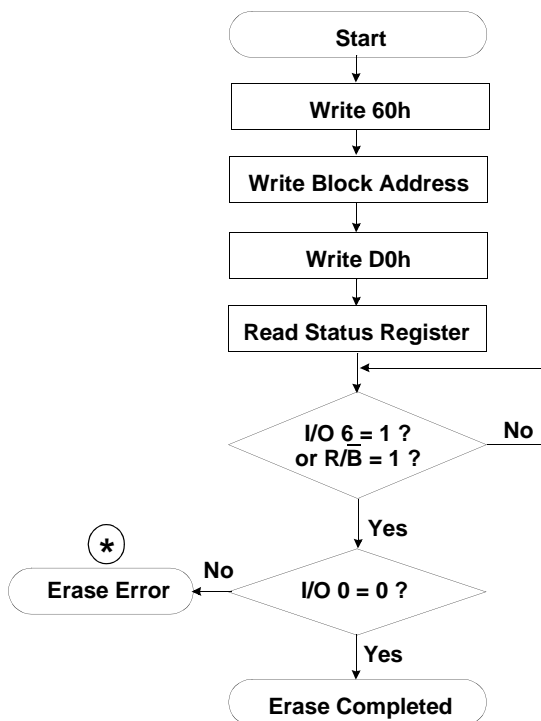 Start
Write 60h
Write Block Address
Write D0h
Read Status Register
I/O 6 = 1 ?
or R/B̅ = 1 ?
No
Yes
*
No
Erase Error
I/O 0 = 0 ?
Yes
Erase Completed